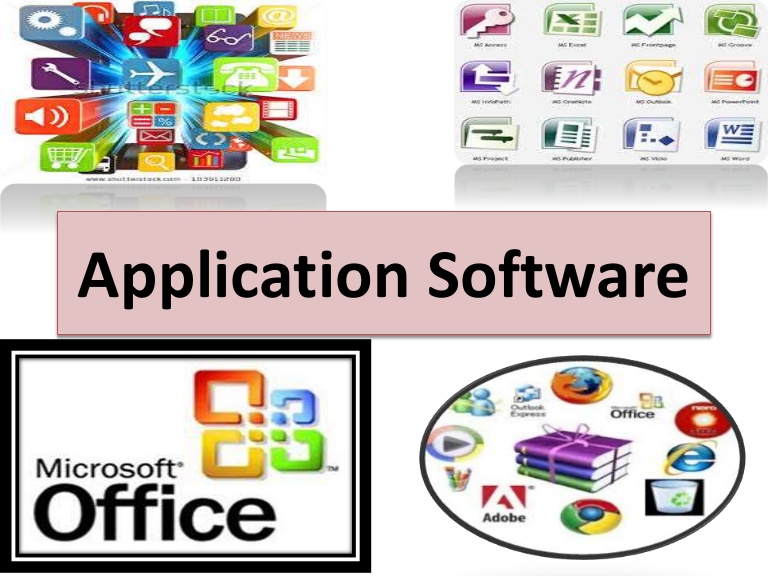 NEWS
shutterstock
www.shutterstock.com · 103911200
MS Access MS Excel MS Frontpage MS Groove
MS InfoPath MS OneNote MS Outlook MS PowerPoint
MS Project MS Publisher MS Visio MS Word
Application Software
Microsoft®
Office™
Outlook
Express
Office
nero
Adobe